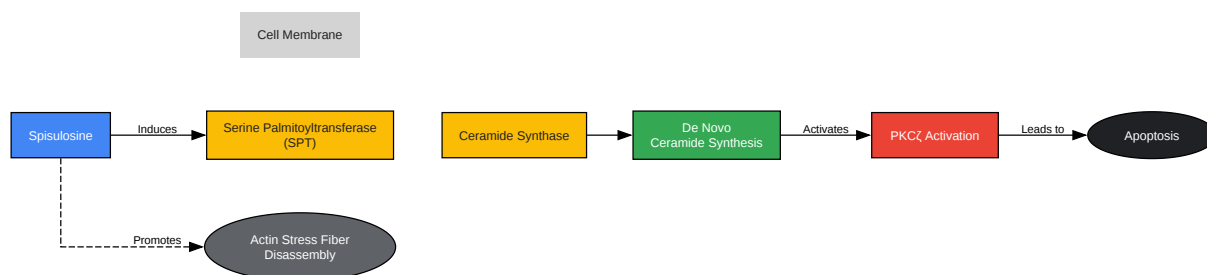 Cell Membrane
Spisulosine
Induces
Serine Palmitoyltransferase
(SPT)
Ceramide Synthase
De Novo
Ceramide Synthesis
Activates
PKCζ Activation
Leads to
Apoptosis
Promotes
Actin Stress Fiber
Disassembly